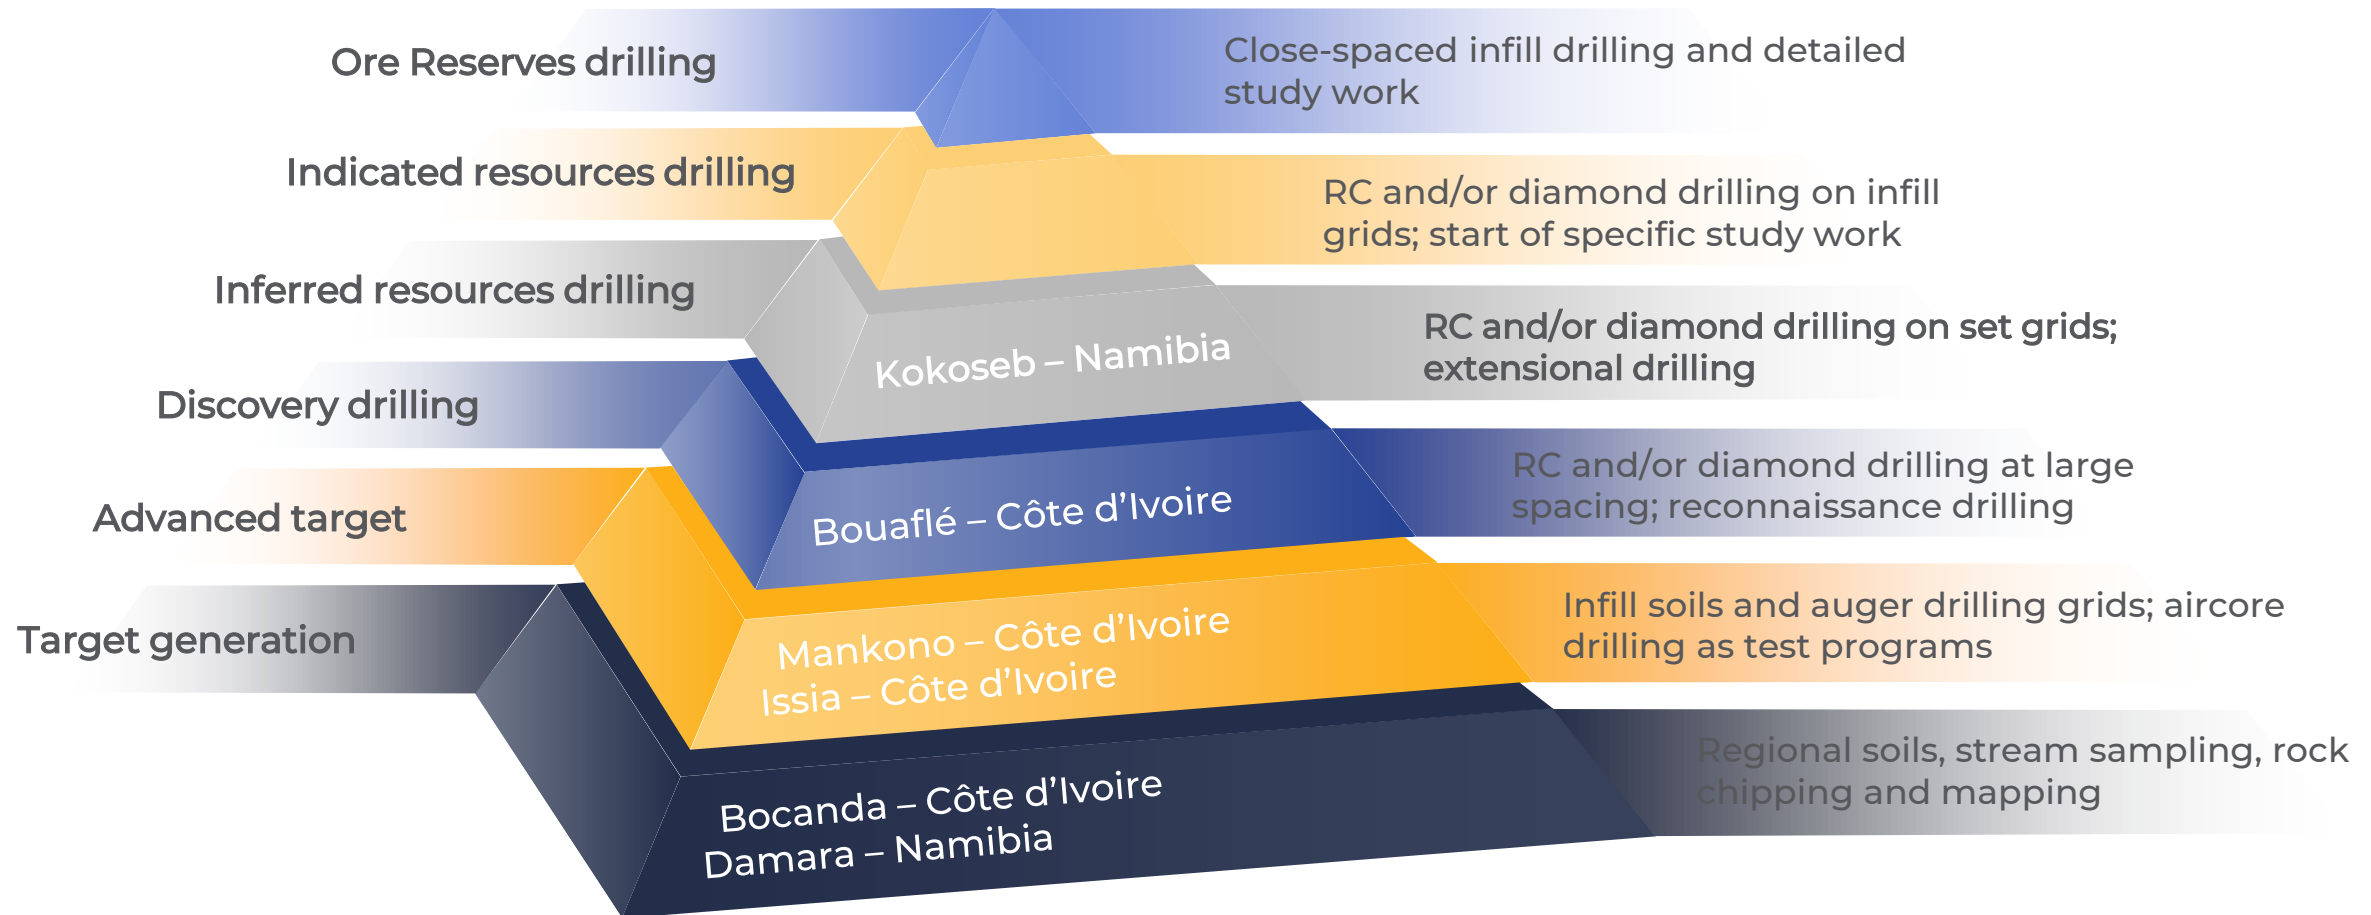 Ore Reserves drilling
Close-spaced infill drilling and detailed
study work
Indicated resources drilling
RC and/or diamond drilling on infill
grids; start of specific study work
Inferred resources drilling
Kokoseb – Namibia
RC and/or diamond drilling on set grids;
extensional drilling
Discovery drilling
Bouaflé – Côte d’Ivoire
RC and/or diamond drilling at large
spacing; reconnaissance drilling
Advanced target
Mankono – Côte d’Ivoire
Issia – Côte d’Ivoire
Infill soils and auger drilling grids; aircore
drilling as test programs
Target generation
Bocanda – Côte d’Ivoire
Damara – Namibia
Regional soils, stream sampling, rock
chipping and mapping